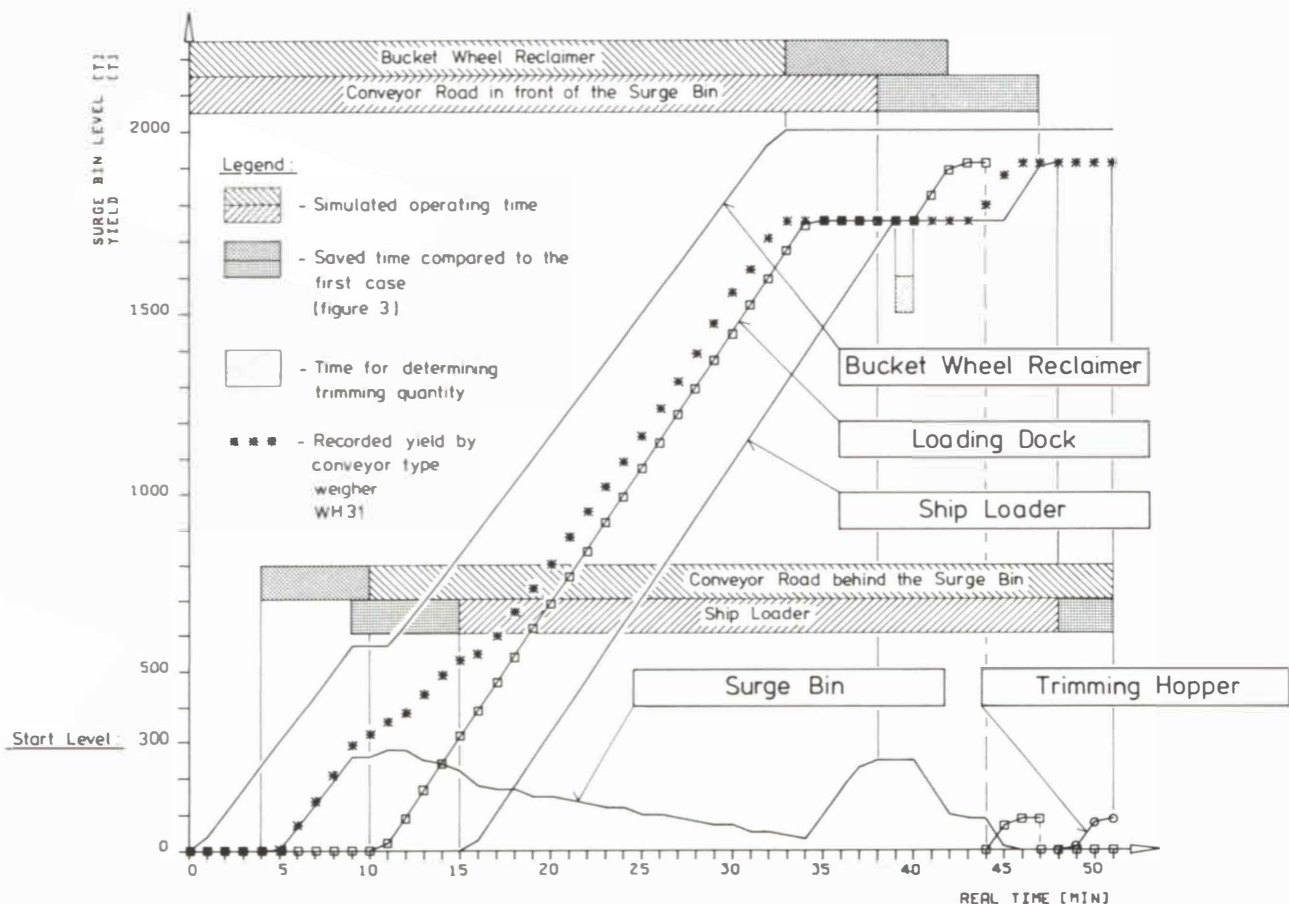 SURGE BIN LEVEL [T]
YIELD [T]
Bucket Wheel Reclaimer
Conveyor Road in front of the Surge Bin
2000
Legend:
- Simulated operating time
- Saved time compared to the
first case
(figure 3)
1500
- Time for determining
trimming quantity
Bucket Wheel Reclaimer
- Recorded yield by
conveyor type
weigher
WH 31
Loading Dock
1000
Ship Loader
Conveyor Road behind the Surge Bin
Ship Loader
500
Surge Bin
Trimming Hopper
Start Level:
300
0
0 5 10 15 20 25 30 35 40 45 50
REAL TIME [MIN]